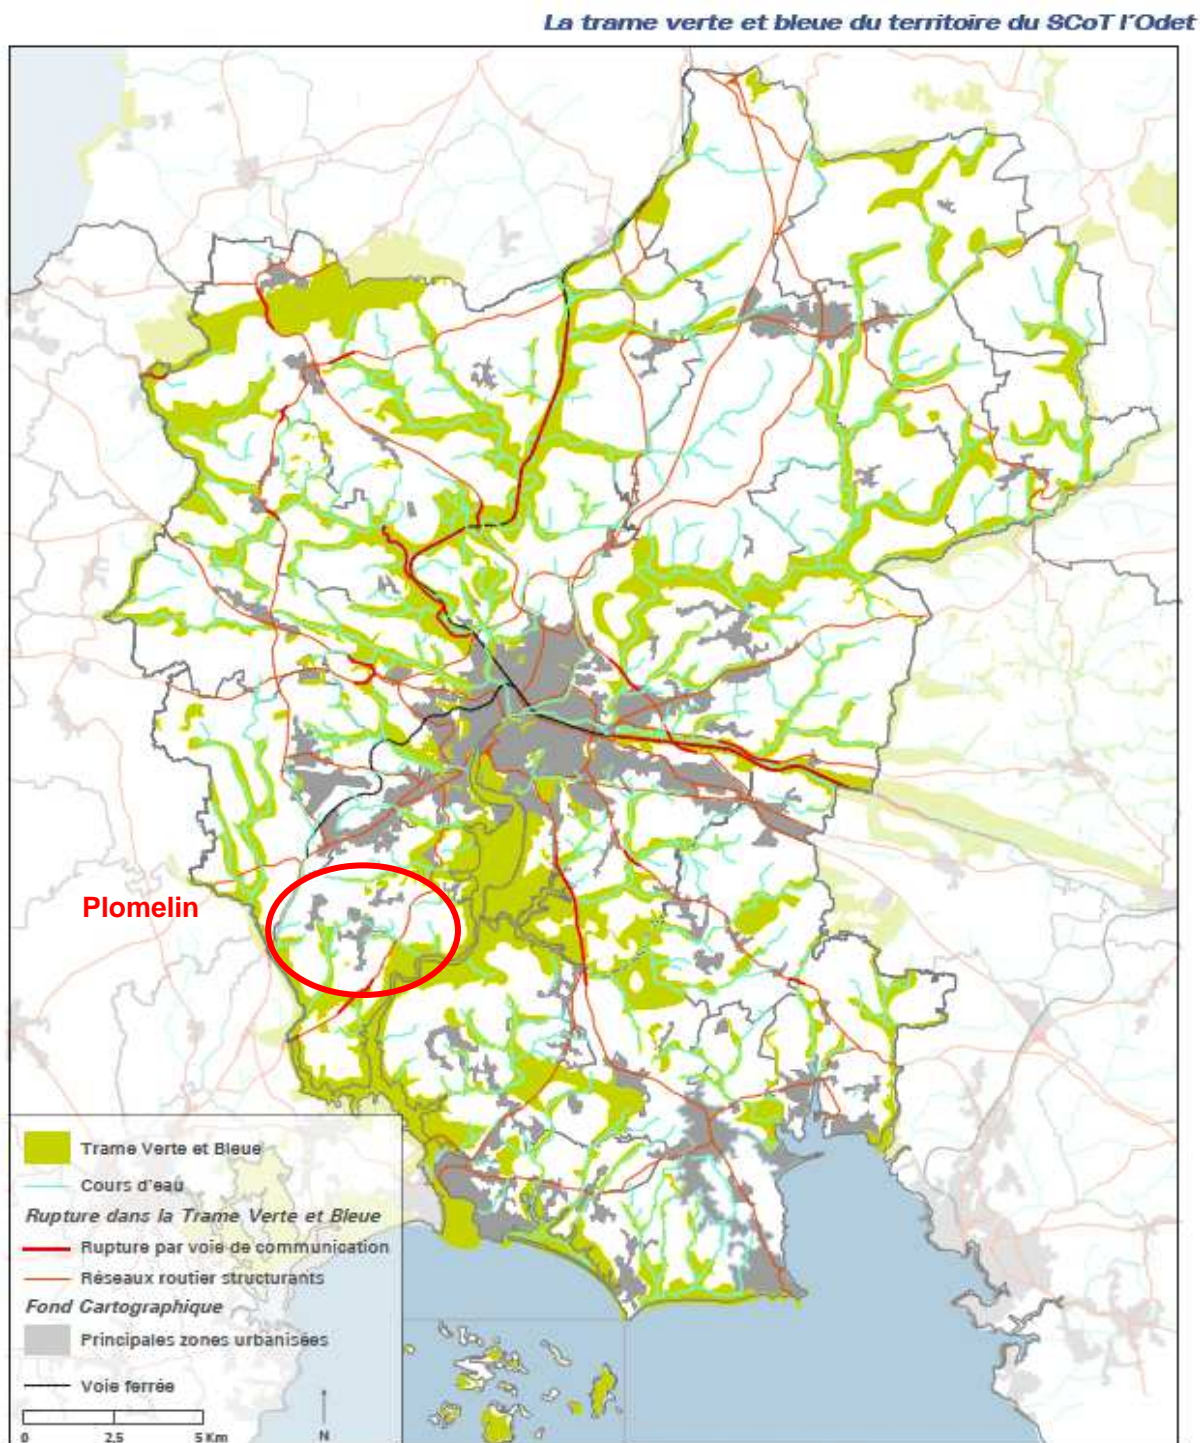 La trame verte et bleue du territoire du SCoT l'Odet
Plomelin
Trame Verte et Bleue
Cours d'eau
Rupture dans la Trame Verte et Bleue
Rupture par voie de communication
Réseaux routier structurants
Fond Cartographique
Principales zones urbanisées
Voie ferrée
0 2,5 5 Km
N